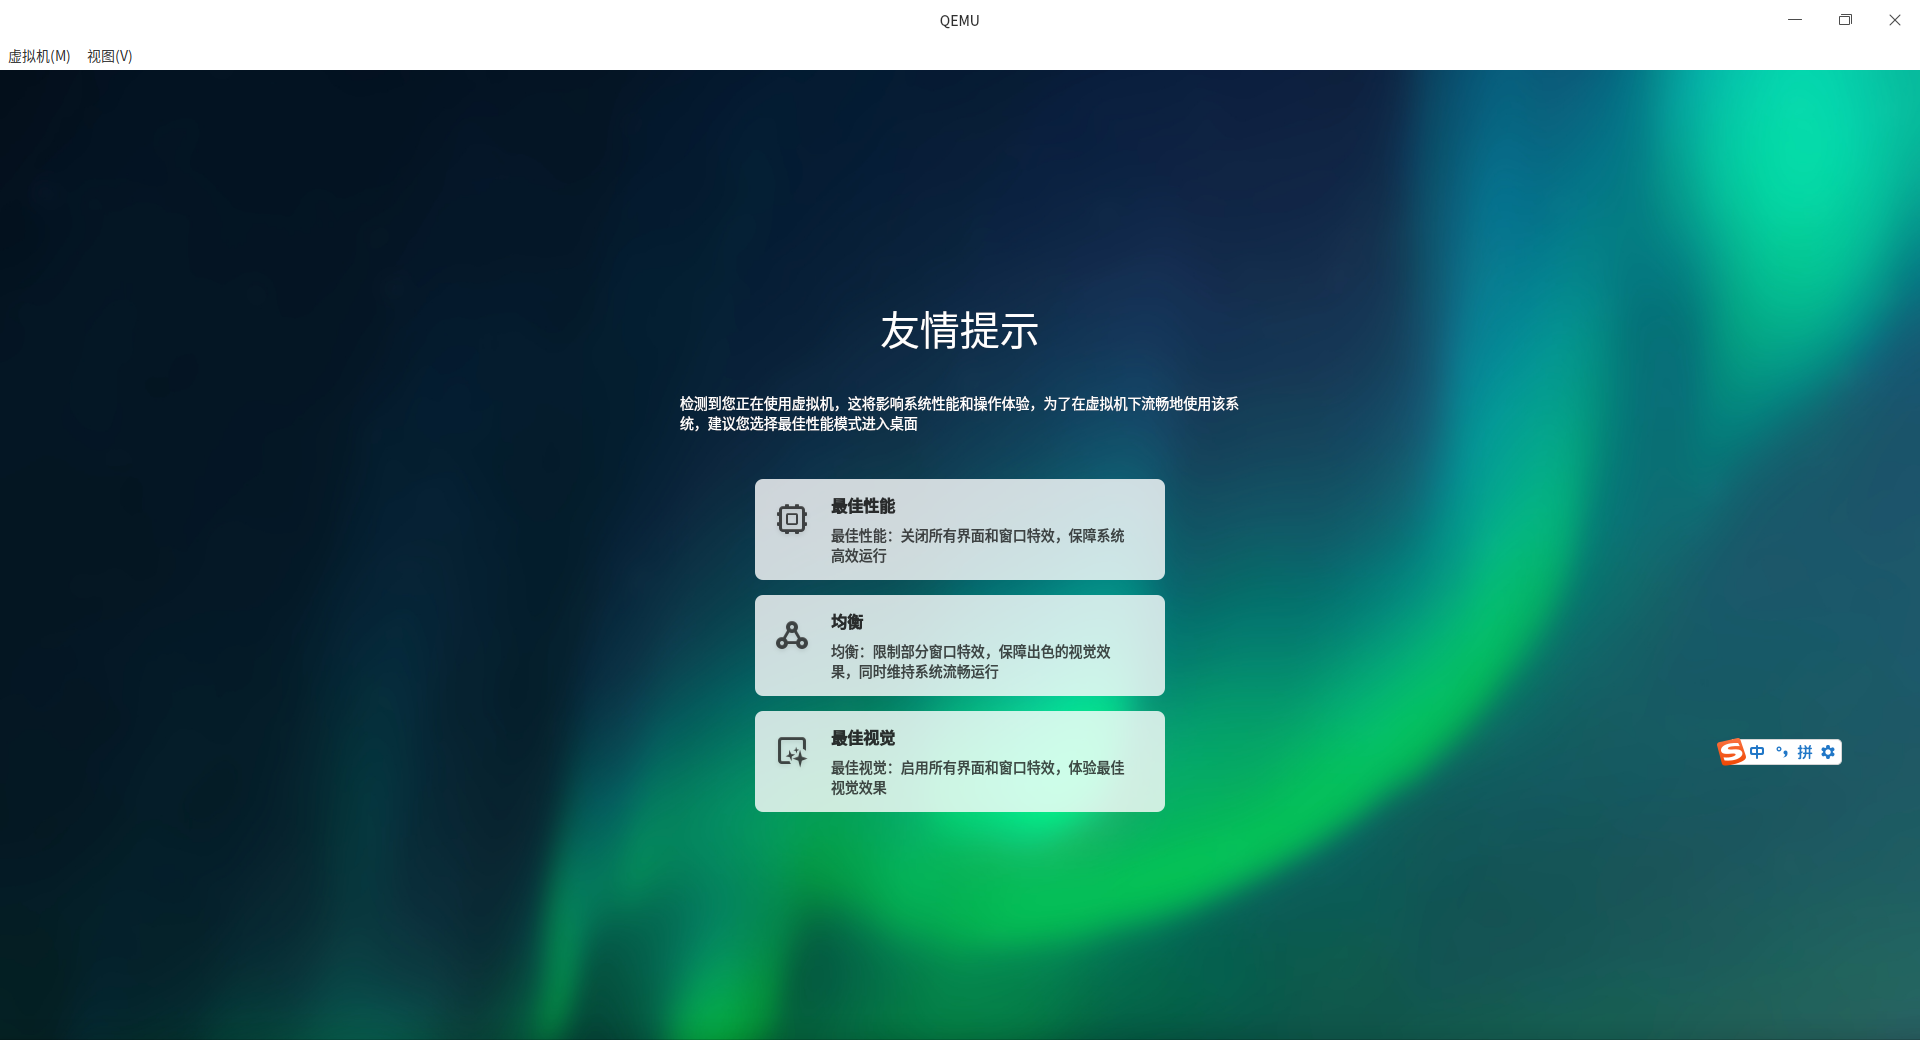 QEMU
虚拟机(M) 视图(V)
友情提示
检测到您正在使用虚拟机，这将影响系统性能和操作体验，为了在虚拟机下流畅地使用该系
统，建议您选择最佳性能模式进入桌面
最佳性能
最佳性能：关闭所有界面和窗口特效，保障系统
高效运行
均衡
均衡：限制部分窗口特效，保障出色的视觉效
果，同时维持系统流畅运行
中 °, 拼
最佳视觉
最佳视觉：启用所有界面和窗口特效，体验最佳
视觉效果